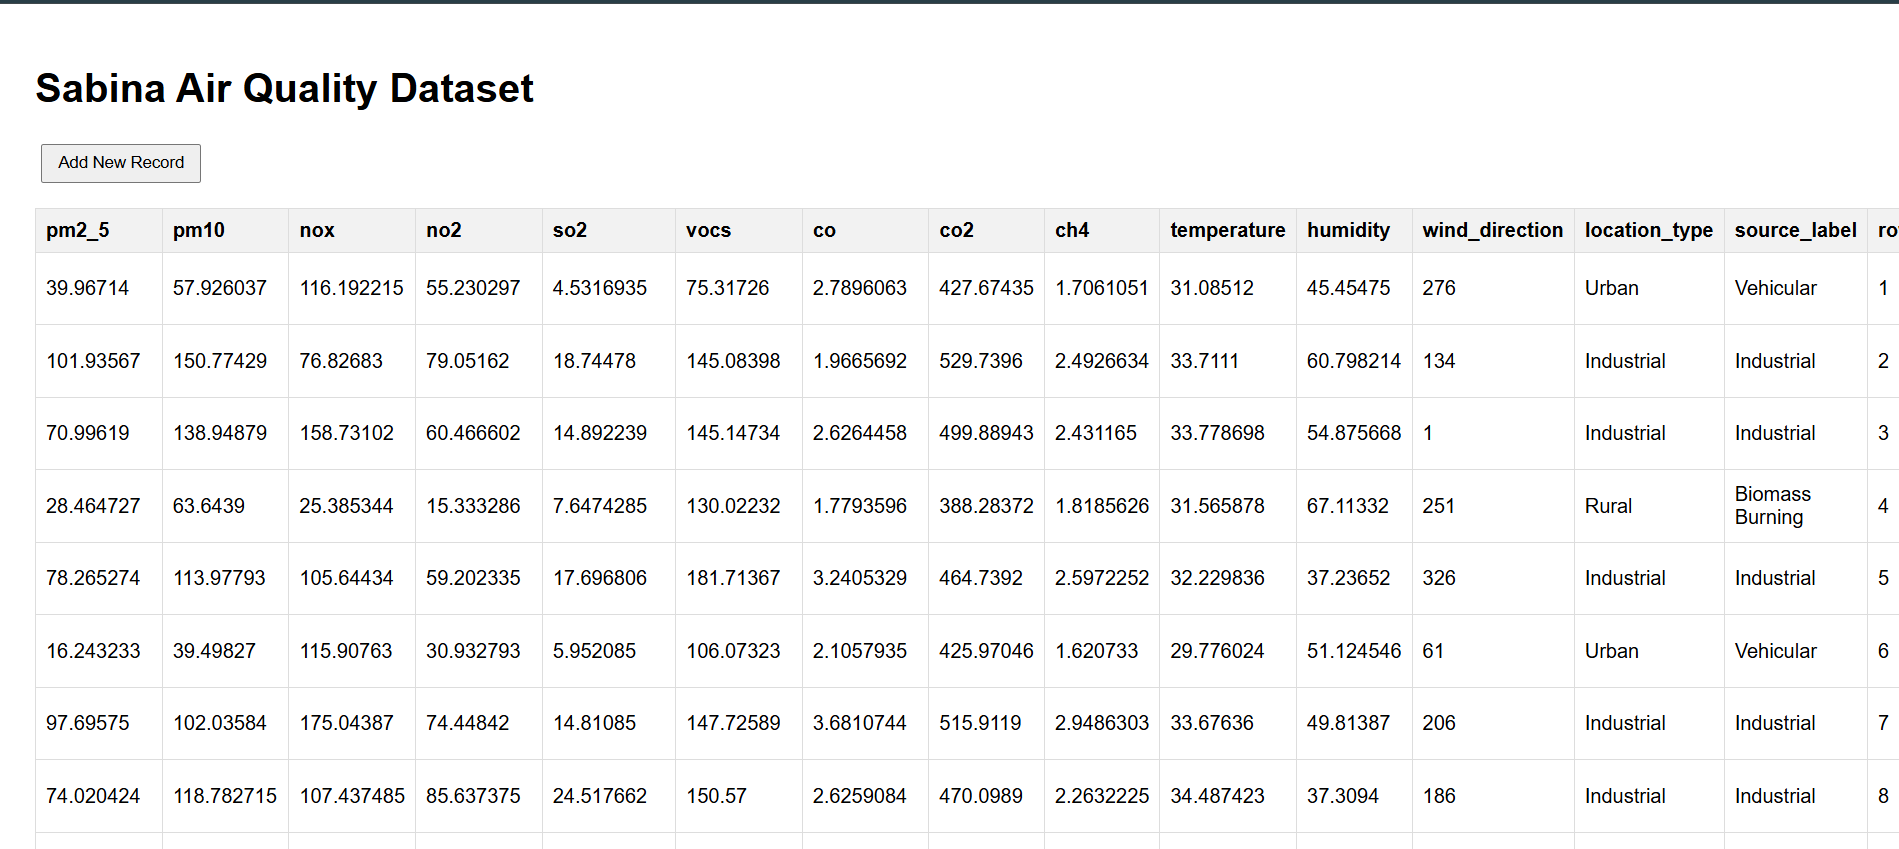 Sabina Air Quality Dataset
Add New Record
pm2_5 pm10 nox no2 so2 vocs co co2 ch4 temperature humidity wind_direction location_type source_label ro
39.96714 57.926037 116.192215 55.230297 4.5316935 75.31726 2.7896063 427.67435 1.7061051 31.08512 45.45475 276 Urban Vehicular 1
101.93567 150.77429 76.82683 79.05162 18.74478 145.08398 1.9665692 529.7396 2.4926634 33.7111 60.798214 134 Industrial Industrial 2
70.99619 138.94879 158.73102 60.466602 14.892239 145.14734 2.6264458 499.88943 2.431165 33.778698 54.875668 1 Industrial Industrial 3
28.464727 63.6439 25.385344 15.333286 7.6474285 130.02232 1.7793596 388.28372 1.8185626 31.565878 67.11332 251 Rural Biomass Burning 4
78.265274 113.97793 105.64434 59.202335 17.696806 181.71367 3.2405329 464.7392 2.5972252 32.229836 37.23652 326 Industrial Industrial 5
16.243233 39.49827 115.90763 30.932793 5.952085 106.07323 2.1057935 425.97046 1.620733 29.776024 51.124546 61 Urban Vehicular 6
97.69575 102.03584 175.04387 74.44842 14.81085 147.72589 3.6810744 515.9119 2.9486303 33.67636 49.81387 206 Industrial Industrial 7
74.020424 118.782715 107.437485 85.637375 24.517662 150.57 2.6259084 470.0989 2.2632225 34.487423 37.3094 186 Industrial Industrial 8